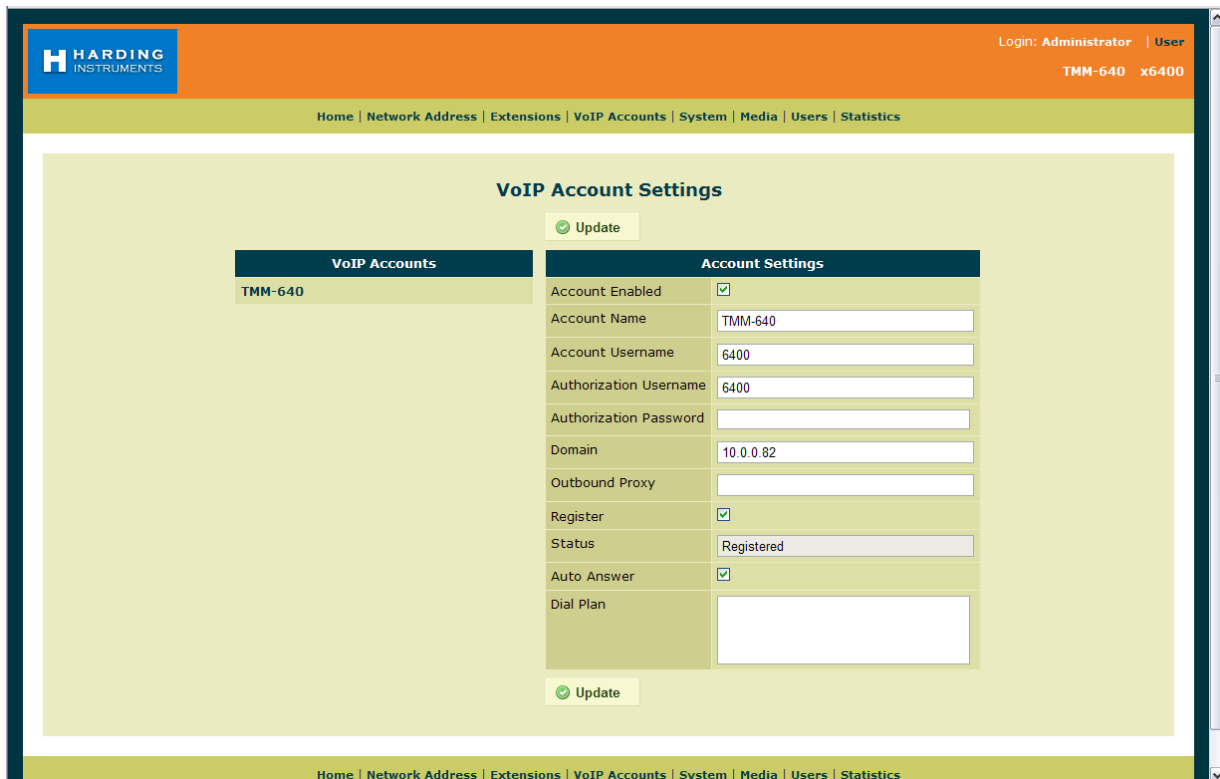 H HARDING
INSTRUMENTS
Login: Administrator | User
TMM-640 x6400
Home | Network Address | Extensions | VoIP Accounts | System | Media | Users | Statistics
VoIP Account Settings
Update
VoIP Accounts
TMM-640
Account Settings
Account Enabled
Account Name TMM-640
Account Username 6400
Authorization Username 6400
Authorization Password
Domain 10.0.0.82
Outbound Proxy
Register
Status Registered
Auto Answer
Dial Plan
Update
Home | Network Address | Extensions | VoIP Accounts | System | Media | Users | Statistics